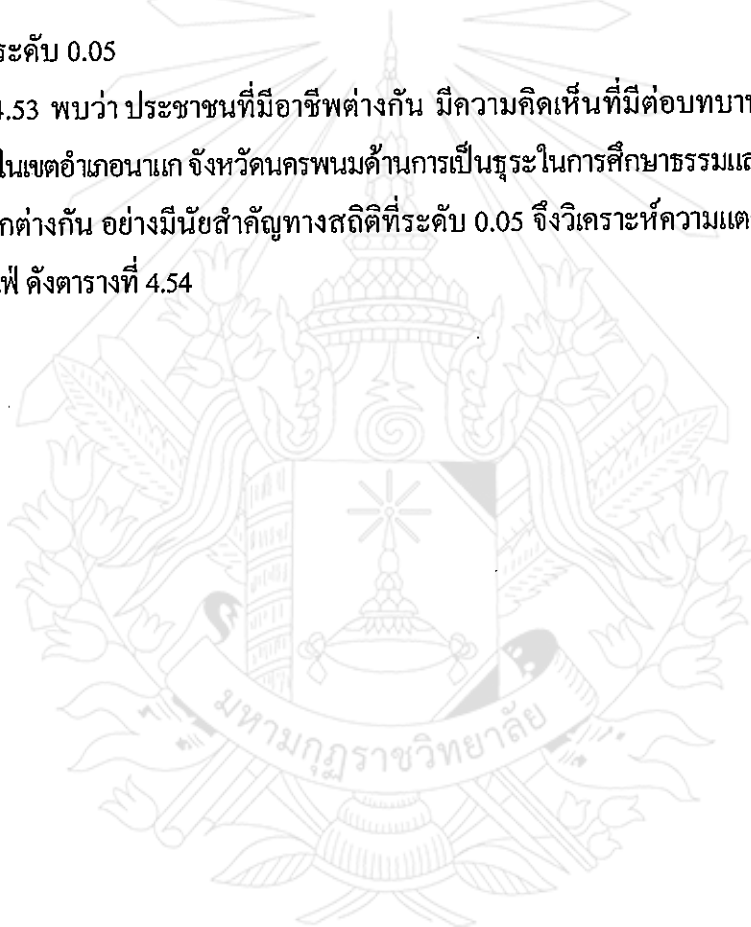 ระดับ 0.05
4.53 พบว่า ประชาชนที่มีอาชีพต่างกัน มีความคิดเห็นที่มีต่อบทบาท
ในเขตอำเภอนาแก จังหวัดนครพนมด้านการเป็นธุระในการศึกษาธรรมแล
กต่างกัน อย่างมีนัยสำคัญทางสถิติที่ระดับ 0.05 จึงวิเคราะห์ความแต
ฟ่ ดังตารางที่ 4.54
มหามกุฏราชวิทยาลัย